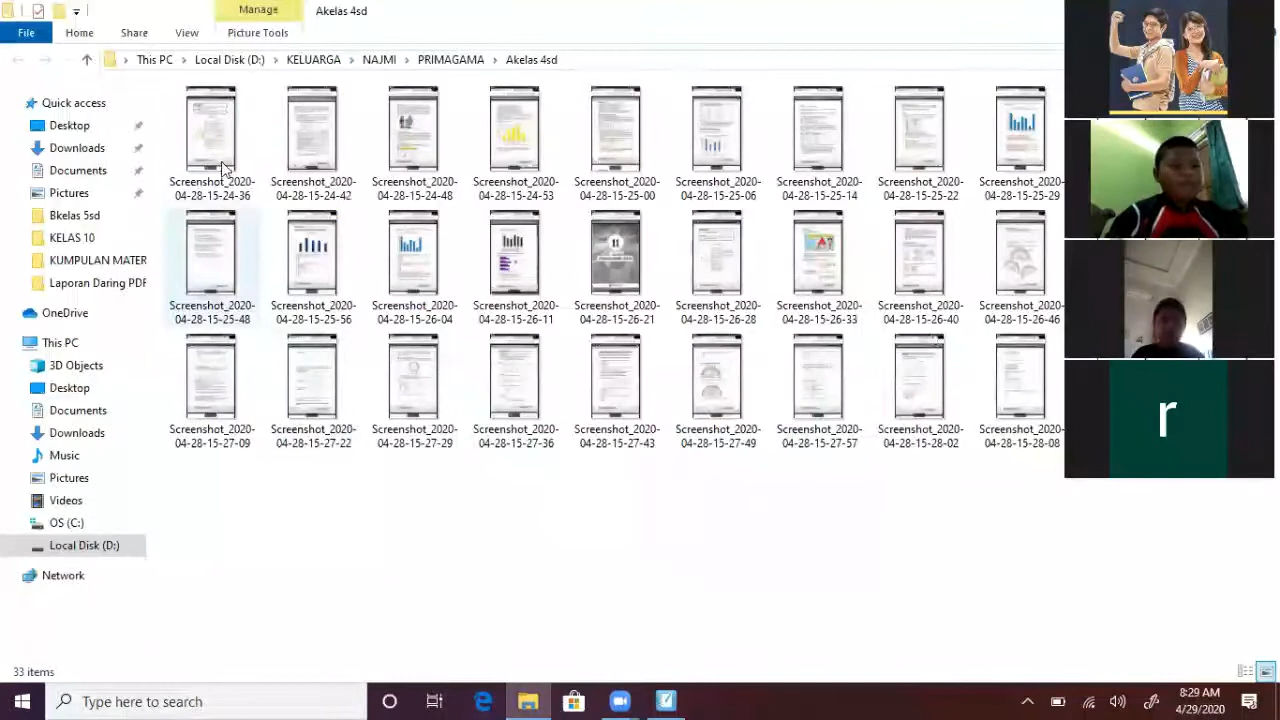 Manage
Akelas 4sd
File
Home
Share
View
Picture Tools
This PC
Local Disk (D:)
KELUARGA
NAJMI
PRIMAGAMA
Akelas 4sd
Quick access
Desktop
Downloads
Documents
Pictures
Bkelas 5sd
KELAS 10
KUMPULAN MATER
Laporan Daring PDF
OneDrive
This PC
3D Objects
Desktop
Documents
Downloads
Music
Pictures
Videos
OS (C:)
Local Disk (D:)
Network
Screenshot_2020-
04-28-15-24-36
Screenshot_2020-
04-28-15-24-42
Screenshot_2020-
04-28-15-24-48
Screenshot_2020-
04-28-15-24-53
Screenshot_2020-
04-28-15-25-00
Screenshot_2020-
04-28-15-25-06
Screenshot_2020-
04-28-15-25-14
Screenshot_2020-
04-28-15-25-22
Screenshot_2020-
04-28-15-25-29
Screenshot_2020-
04-28-15-25-48
Screenshot_2020-
04-28-15-25-56
Screenshot_2020-
04-28-15-26-04
Screenshot_2020-
04-28-15-26-11
Screenshot_2020-
04-28-15-26-21
Screenshot_2020-
04-28-15-26-28
Screenshot_2020-
04-28-15-26-33
Screenshot_2020-
04-28-15-26-40
Screenshot_2020-
04-28-15-26-46
Screenshot_2020-
04-28-15-27-09
Screenshot_2020-
04-28-15-27-22
Screenshot_2020-
04-28-15-27-29
Screenshot_2020-
04-28-15-27-36
Screenshot_2020-
04-28-15-27-43
Screenshot_2020-
04-28-15-27-49
Screenshot_2020-
04-28-15-27-57
Screenshot_2020-
04-28-15-28-02
Screenshot_2020-
04-28-15-28-08
r
33 items
Type here to search
8:29 AM
4/29/2020